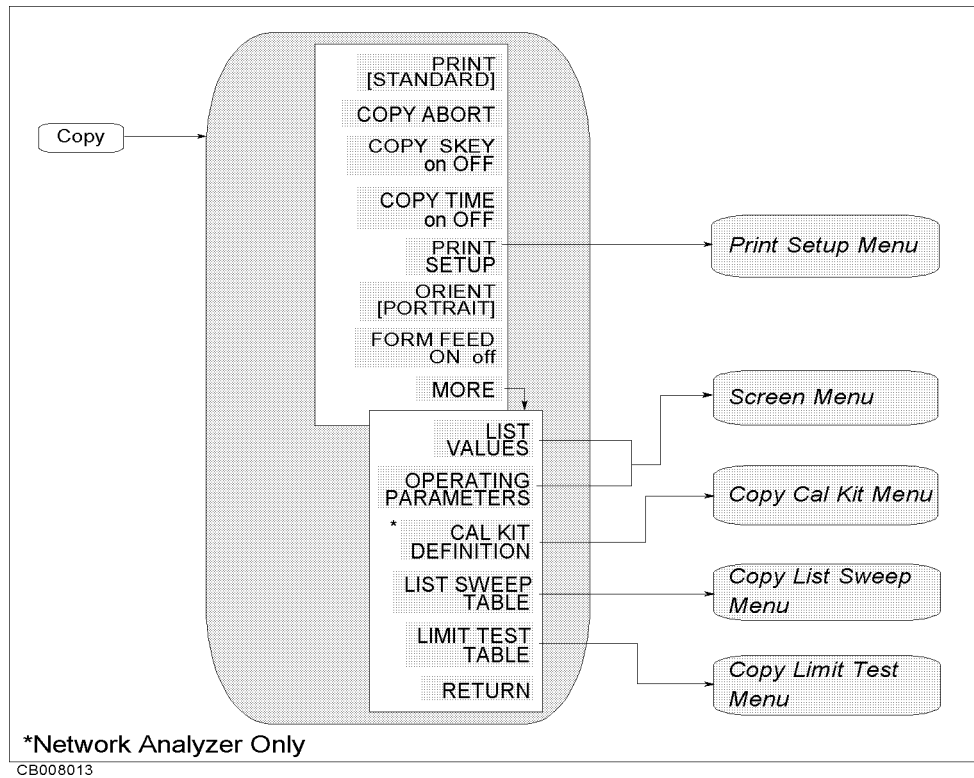 Copy
PRINT
[STANDARD]
COPY ABORT
COPY SKEY
on OFF
COPY TIME
on OFF
PRINT
SETUP
ORIENT
[PORTRAIT]
FORM FEED
ON off
MORE
LIST
VALUES
OPERATING
PARAMETERS
*
CAL KIT
DEFINITION
LIST SWEEP
TABLE
LIMIT TEST
TABLE
RETURN
Print Setup Menu
Screen Menu
Copy Cal Kit Menu
Copy List Sweep
Menu
Copy Limit Test
Menu
*Network Analyzer Only
CB008013